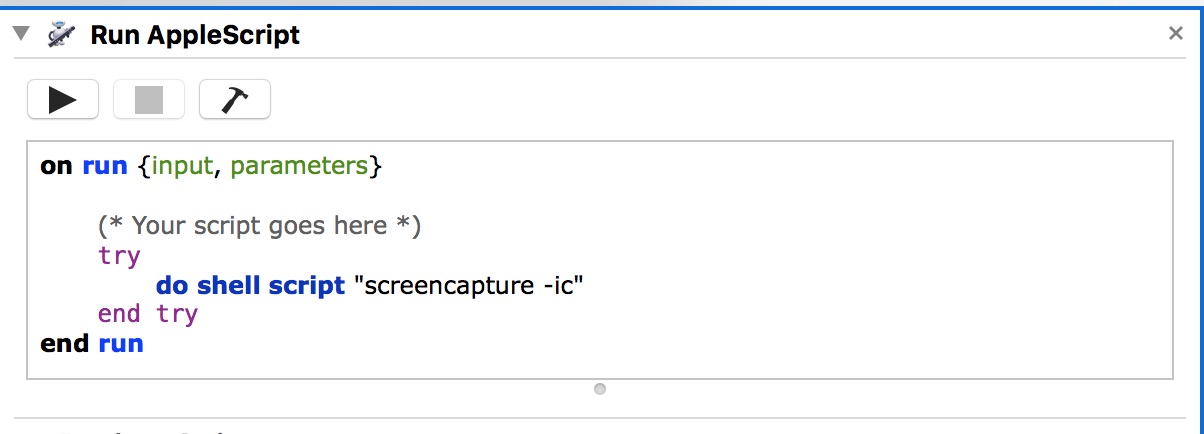 Run AppleScript
on run {input, parameters}
(* Your script goes here *)
try
do shell script "screencapture -ic"
end try
end run